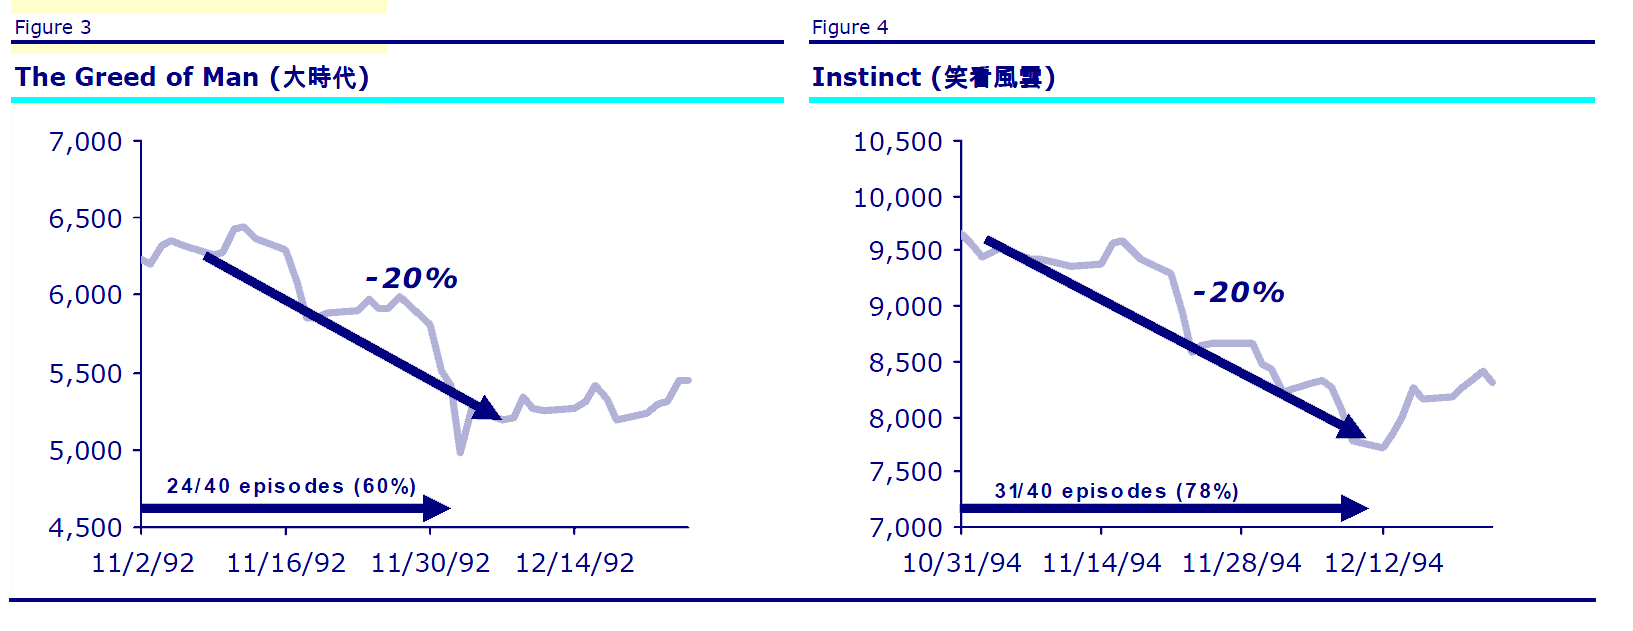 Figure 3
The Greed of Man (大時代)
7,000
6,500
6,000
5,500
5,000
4,500
-20%
24/40 episodes (60%)
11/2/92 11/16/92 11/30/92 12/14/92
Figure 4
Instinct (笑看風雲)
10,500
10,000
9,500
9,000
8,500
8,000
7,500
7,000
-20%
31/40 episodes (78%)
10/31/94 11/14/94 11/28/94 12/12/94